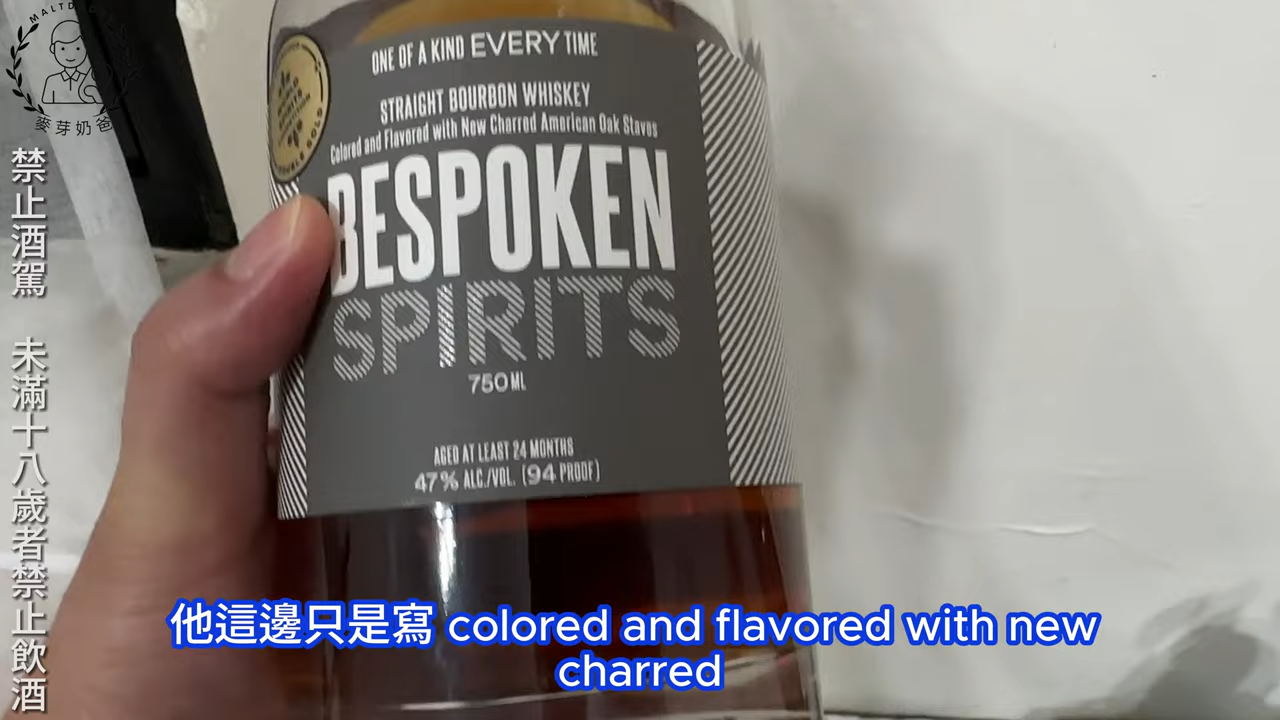 麥芽奶爸
禁止酒駕 未滿十八歲者禁止飲酒
ONE OF A KIND EVERY TIME
STRAIGHT BOURBON WHISKEY
Colored and Flavored with New Charred American Oak Staves
BESPOKEN
SPIRITS
750 ML
AGED AT LEAST 24 MONTHS
47% ALC./VOL. (94 PROOF)
DOUBLE GOLD
他這邊只是寫 colored and flavored with new
charred